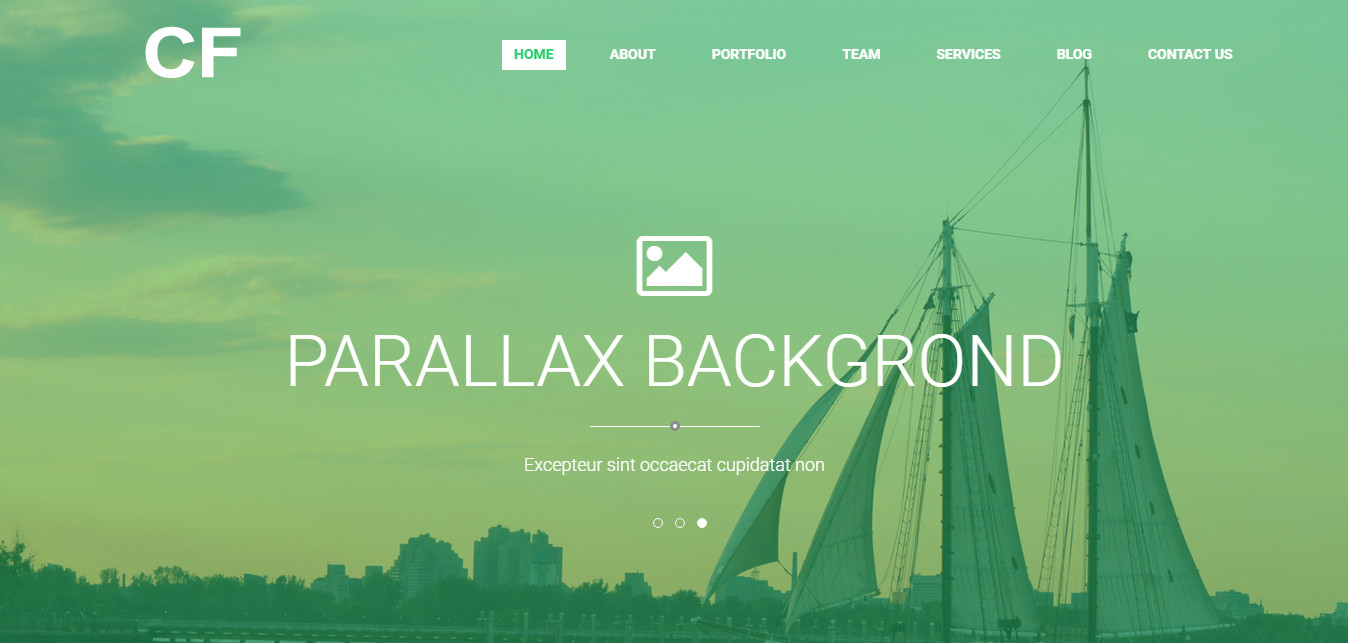 CF
HOME ABOUT PORTFOLIO TEAM SERVICES BLOG CONTACT US
PARALLAX BACKGROND
Excepteur sint occaecat cupidatat non